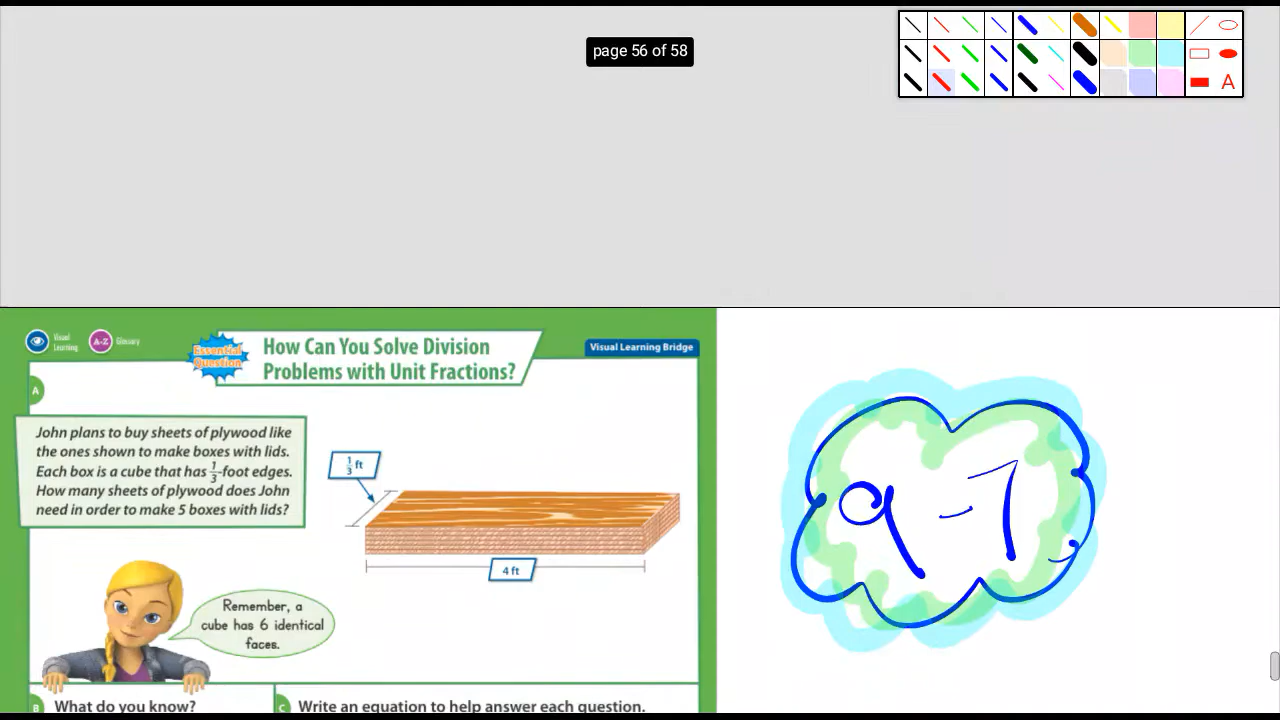 page 56 of 58
A
Visual
Learning
A-Z
Glossary
Essential
Question
How Can You Solve Division
Problems with Unit Fractions?
Visual Learning Bridge
A
John plans to buy sheets of plywood like
the ones shown to make boxes with lids.
Each box is a cube that has 1/3-foot edges.
How many sheets of plywood does John
need in order to make 5 boxes with lids?
1/3 ft
4 ft
Remember, a
cube has 6 identical
faces.
9-7
B What do you know?
C Write an equation to help answer each question.